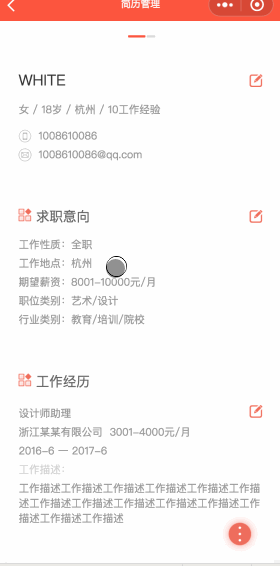 简历管理
WHITE
女 / 18岁 / 杭州 / 10工作经验
1008610086
1008610086@qq.com
求职意向
工作性质：全职
工作地点：杭州
期望薪资：8001-10000元/月
职位类别：艺术/设计
行业类别：教育/培训/院校
工作经历
设计师助理
浙江某某有限公司 3001-4000元/月
2016-6 — 2017-6
工作描述：
工作描述工作描述工作描述工作描述工作描述工作描
述工作描述工作描述工作描述工作描述工作描述工作
描述工作描述工作描述